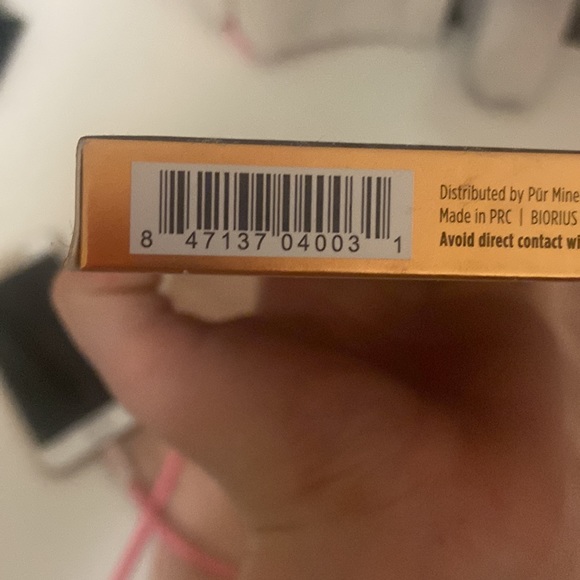 8 47137 04003 1
Distributed by Pür Mine
Made in PRC | BIORIUS
Avoid direct contact wi